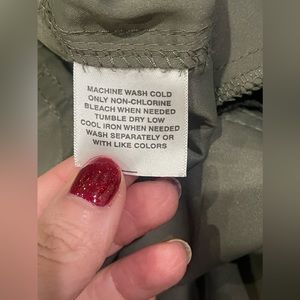 MACHINE WASH COLD
ONLY NON-CHLORINE
BLEACH WHEN NEEDED
TUMBLE DRY LOW
COOL IRON WHEN NEEDED
WASH SEPARATELY OR
WITH LIKE COLORS